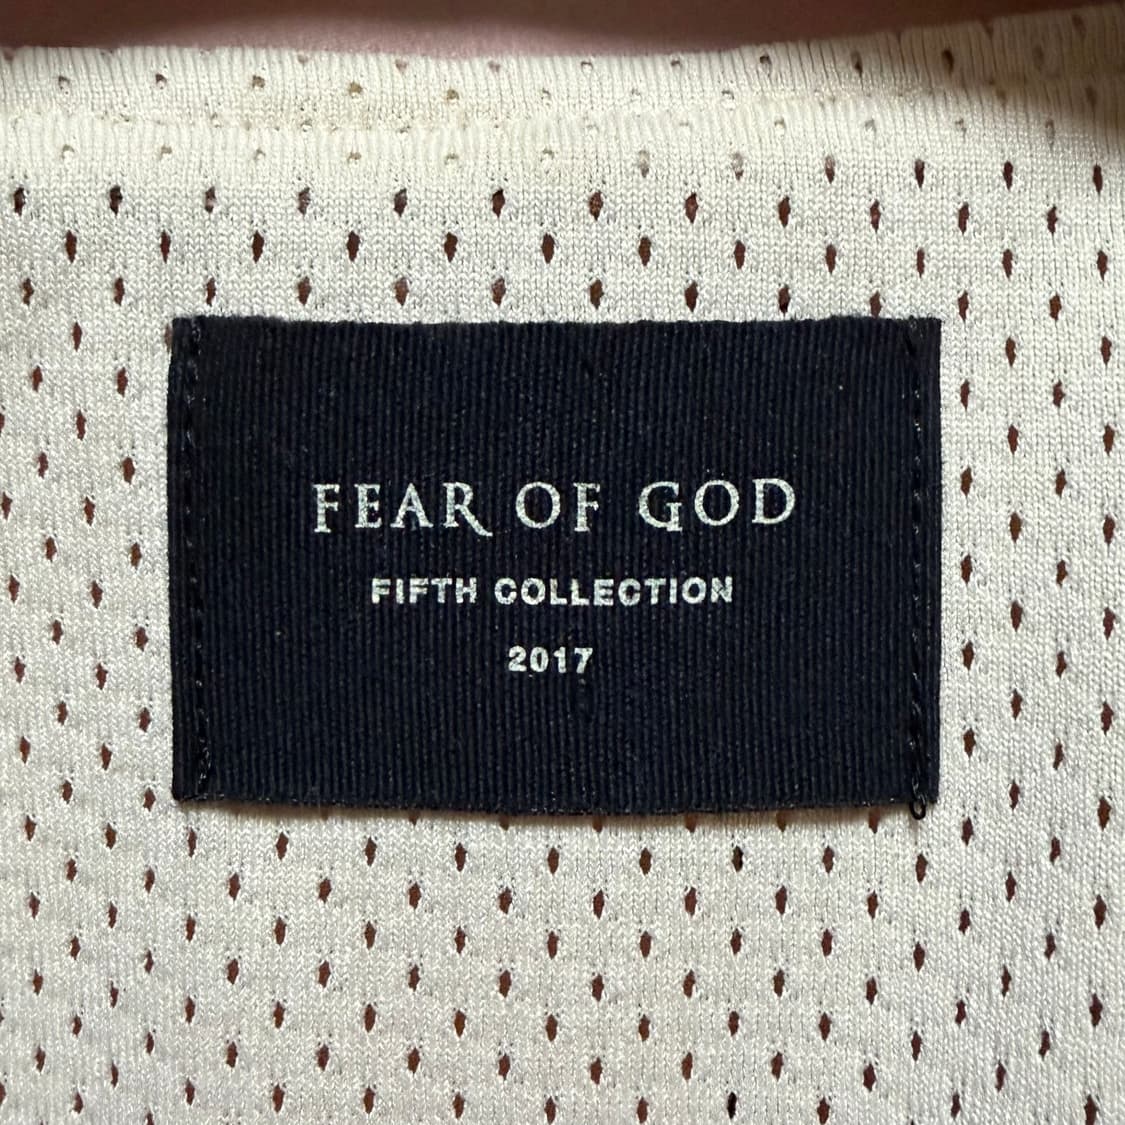 FEAR OF GOD
FIFTH COLLECTION
2017